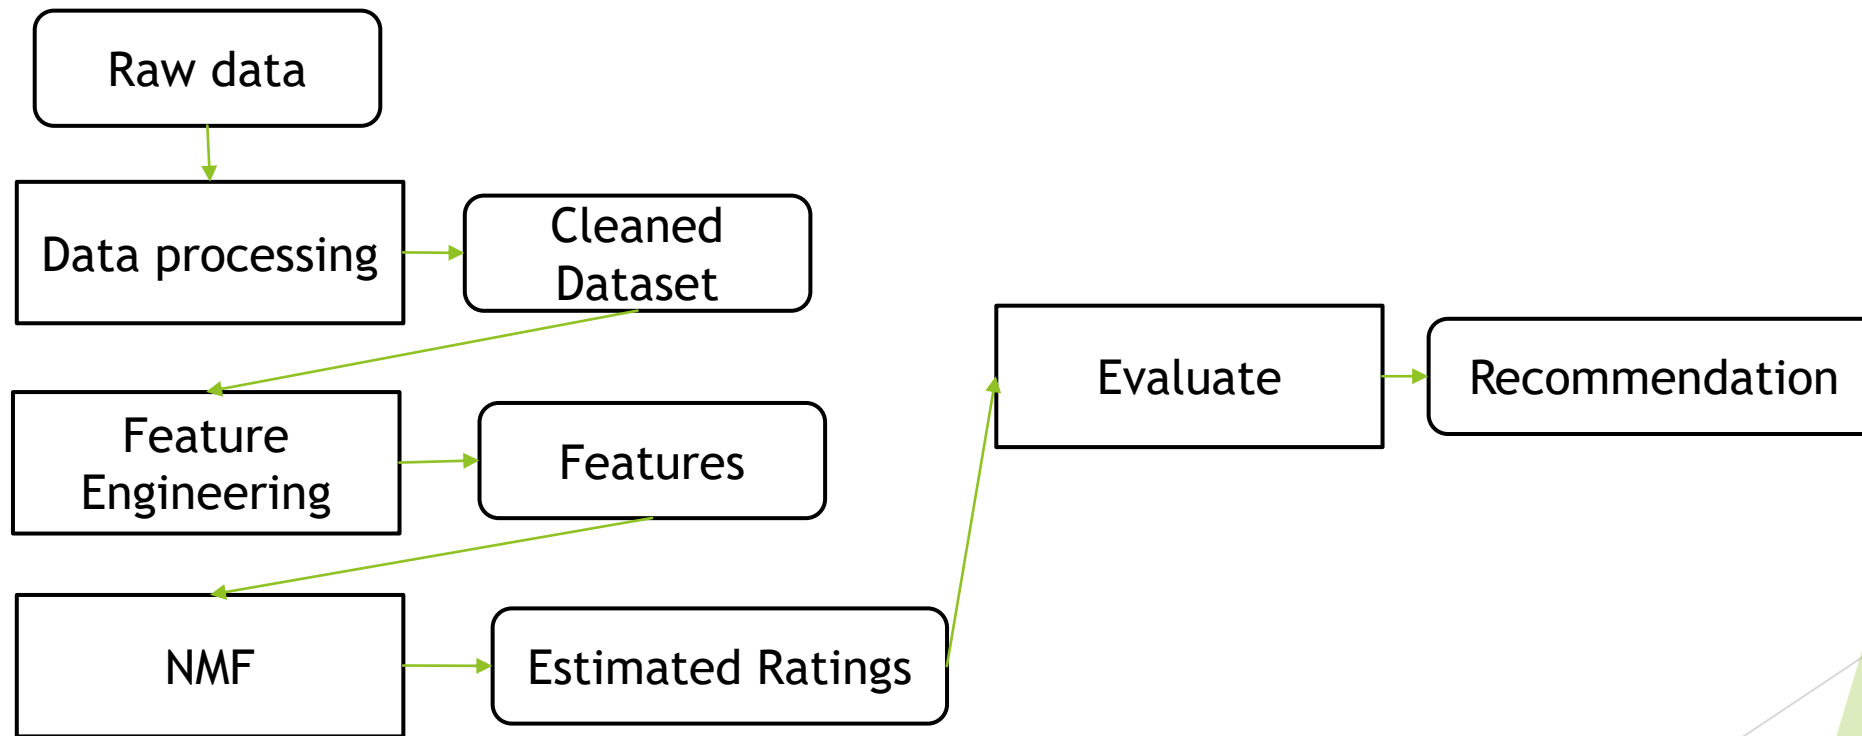 Raw data
Data processing
Cleaned
Dataset
Feature
Engineering
Features
NMF
Estimated Ratings
Evaluate
Recommendation